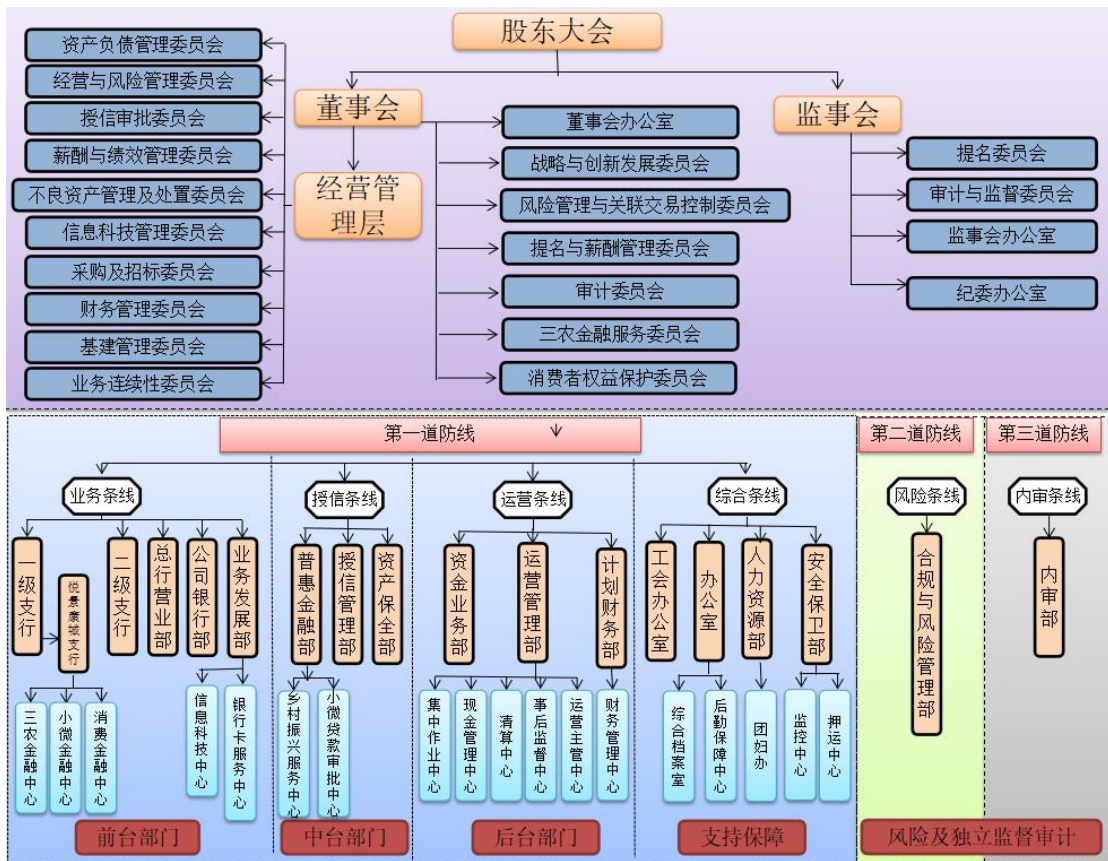 股东大会
董事会
监事会
经营管
理层
资产负债管理委员会
经营与风险管理委员会
授信审批委员会
薪酬与绩效管理委员会
不良资产管理及处置委员会
信息科技管理委员会
采购及招标委员会
财务管理委员会
基建管理委员会
业务连续性委员会
董事会办公室
战略与创新发展委员会
风险管理与关联交易控制委员会
提名与薪酬管理委员会
审计委员会
三农金融服务委员会
消费者权益保护委员会
提名委员会
审计与监督委员会
监事会办公室
纪委办公室
第一道防线
第二道防线
第三道防线
业务条线
授信条线
运营条线
综合条线
风险条线
内审条线
一级支行
悦景康城支行
二级支行
总行营业部
公司银行部
业务发展部
普惠金融部
授信管理部
资产保全部
资金业务部
运营管理部
计划财务部
工会办公室
办公室
人力资源部
安全保卫部
合规与风险管理部
内审部
三农金融中心
小微金融中心
消费金融中心
信息科技中心
银行卡服务中心
乡村振兴服务中心
小微贷款审批中心
集中作业中心
现金管理中心
清算中心
事后监督中心
运营主管中心
财务管理中心
综合档案室
后勤保障中心
团妇办
监控中心
押运中心
前台部门
中台部门
后台部门
支持保障
风险及独立监督审计